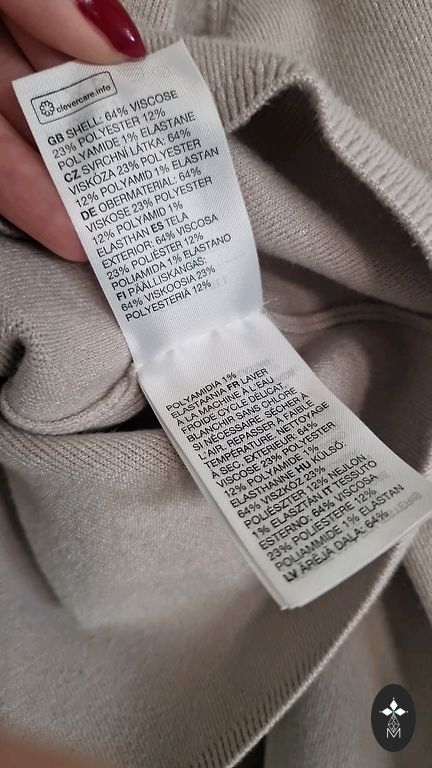 clevercare.info
GB SHELL: 64% VISCOSE
23% POLYESTER 12%
POLYAMIDE 1% ELASTANE
CZ SVRCHNÍ LÁTKA: 64%
VISKÓZA 23% POLYESTER
12% POLYAMID 1% ELASTAN
DE OBERMATERIAL: 64%
VISKOSE 23% POLYESTER
12% POLYAMID 1%
ELASTHAN ES TELA
EXTERIOR: 64% VISCOSA
23% POLIÉSTER 12%
POLIAMIDA 1% ELASTANO
FI PÄÄLLISKANGAS:
64% VISKOOSIA 23%
POLYESTERIÄ 12%
POLYAMIDIA 1%
ELASTAANIA FR LAVER
À LA MACHINE À L'EAU
FROIDE CYCLE DÉLICAT.
BLANCHIR SANS CHLORE
SI NÉCESSAIRE. SÉCHER À
L'AIR. REPASSER À FAIBLE
TEMPÉRATURE. NETTOYAGE
À SEC. EXTÉRIEUR: 64%
VISCOSE 23% POLYESTER
12% POLYAMIDE 1%
ELASTHANNE HU KÜLSŐ:
64% VISZKÓZ 23%
POLIÉSZTER 12% NEJLON
1% ELASZTÁN IT TESSUTO
ESTERNO: 64% VISCOSA
23% POLIESTERE 12%
POLIAMMIDE 1% ELASTAN
LV ĀRĒJĀ DAĻA: 64%
M